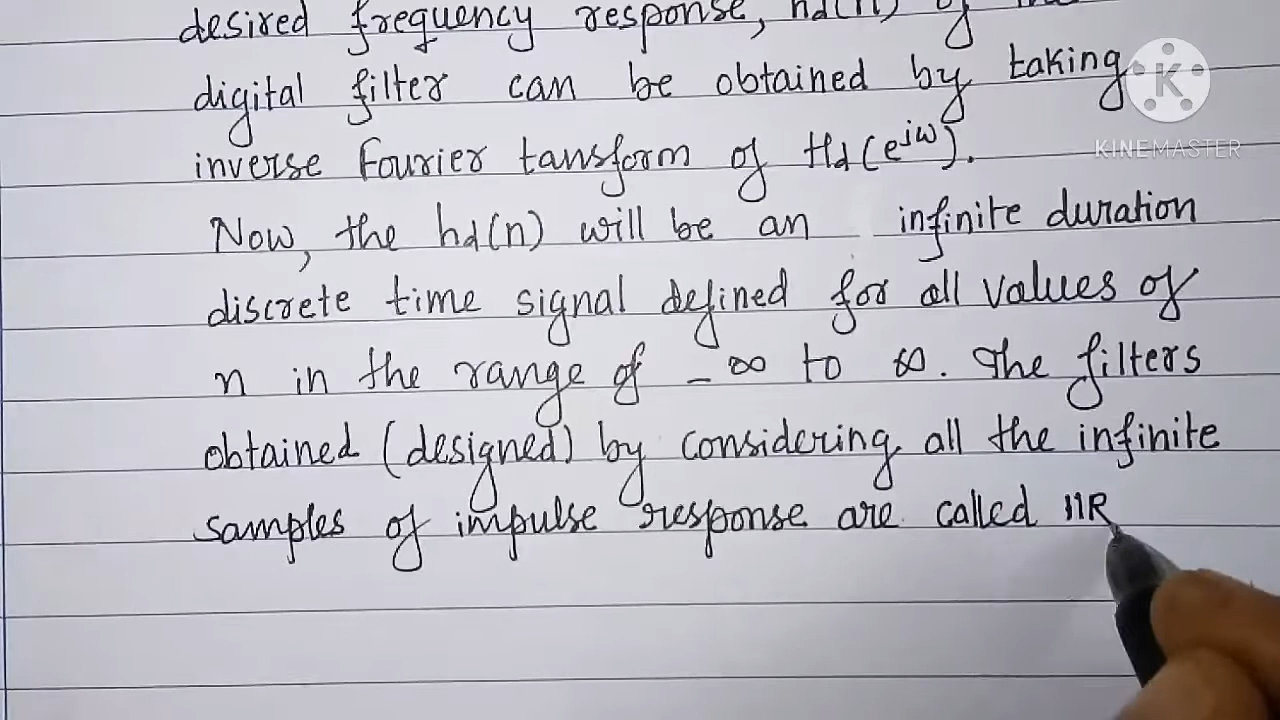 desired frequency response, hd(n) of
digital filter can be obtained by taking
inverse Fourier tansform of Hd(e^jw).
Now, the hd(n) will be an infinite duration
discrete time signal defined for all values of
n in the range of -∞ to ∞. The filters
obtained (designed) by considering all the infinite
samples of impulse response are called IIR
K
KINEMASTER